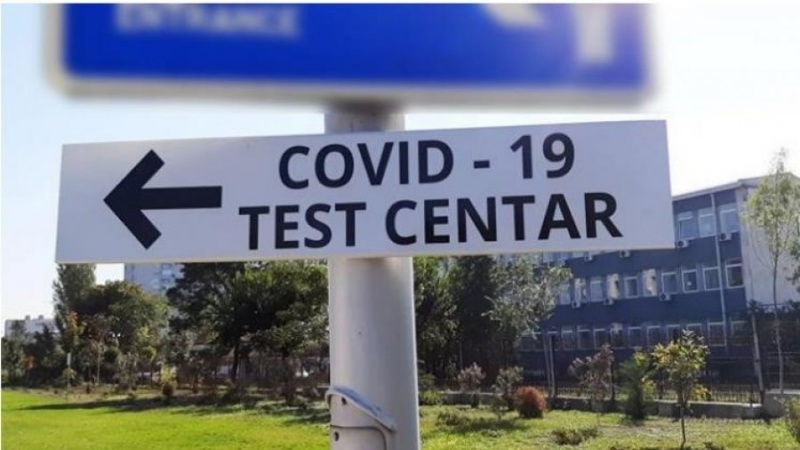 ENTRANCE
COVID - 19
TEST CENTAR